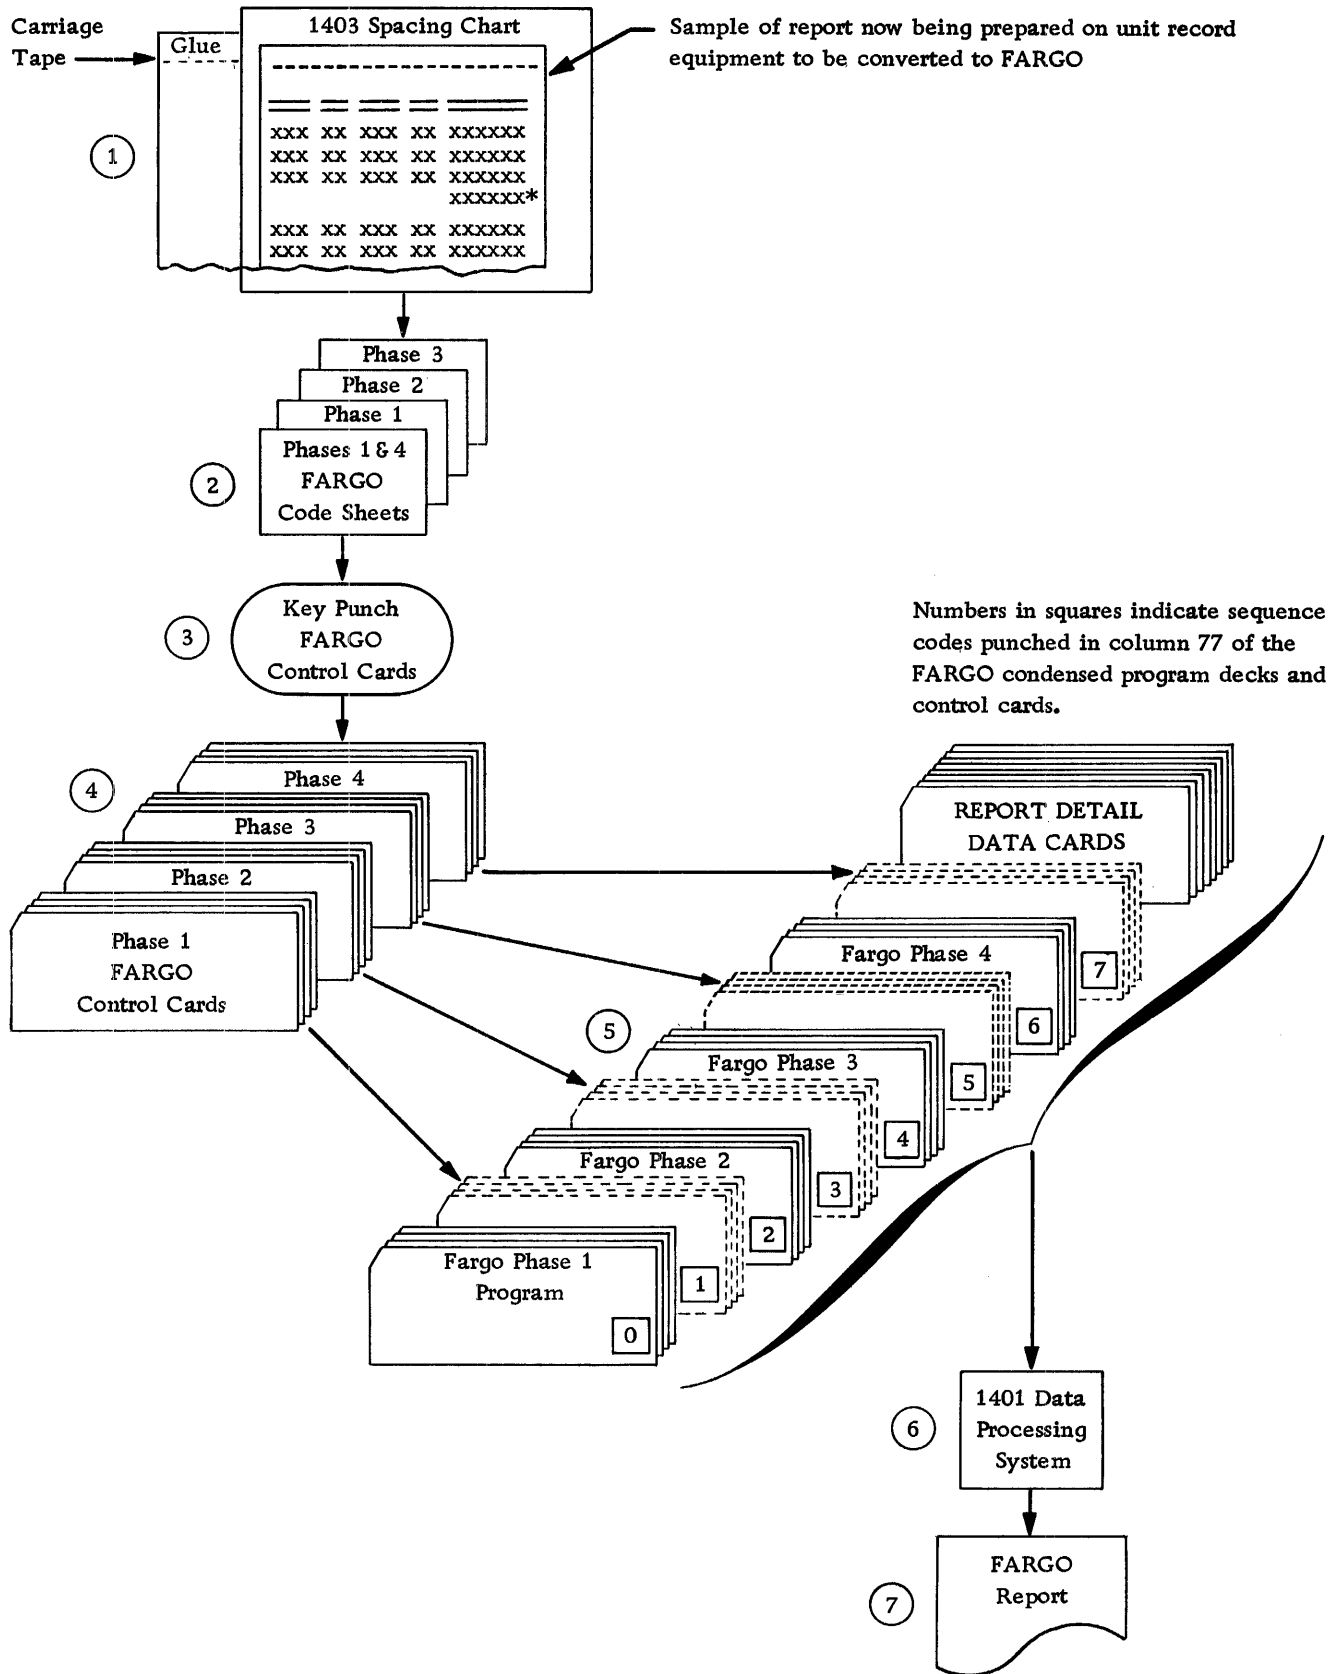 Carriage
Tape
Glue
1403 Spacing Chart
Sample of report now being prepared on unit record
equipment to be converted to FARGO
1
xxx xx xxx xx xxxxxx
xxx xx xxx xx xxxxxx
xxx xx xxx xx xxxxxx
xxxxxx*
xxx xx xxx xx xxxxxx
xxx xx xxx xx xxxxxx
Phase 3
Phase 2
Phase 1
Phases 1 & 4
FARGO
Code Sheets
2
3
Key Punch
FARGO
Control Cards
Numbers in squares indicate sequence
codes punched in column 77 of the
FARGO condensed program decks and
control cards.
4
Phase 4
Phase 3
Phase 2
Phase 1
FARGO
Control Cards
REPORT DETAIL
DATA CARDS
7
Fargo Phase 4
6
5
5
Fargo Phase 3
4
3
Fargo Phase 2
2
1
Fargo Phase 1
Program
0
6
1401 Data
Processing
System
7
FARGO
Report